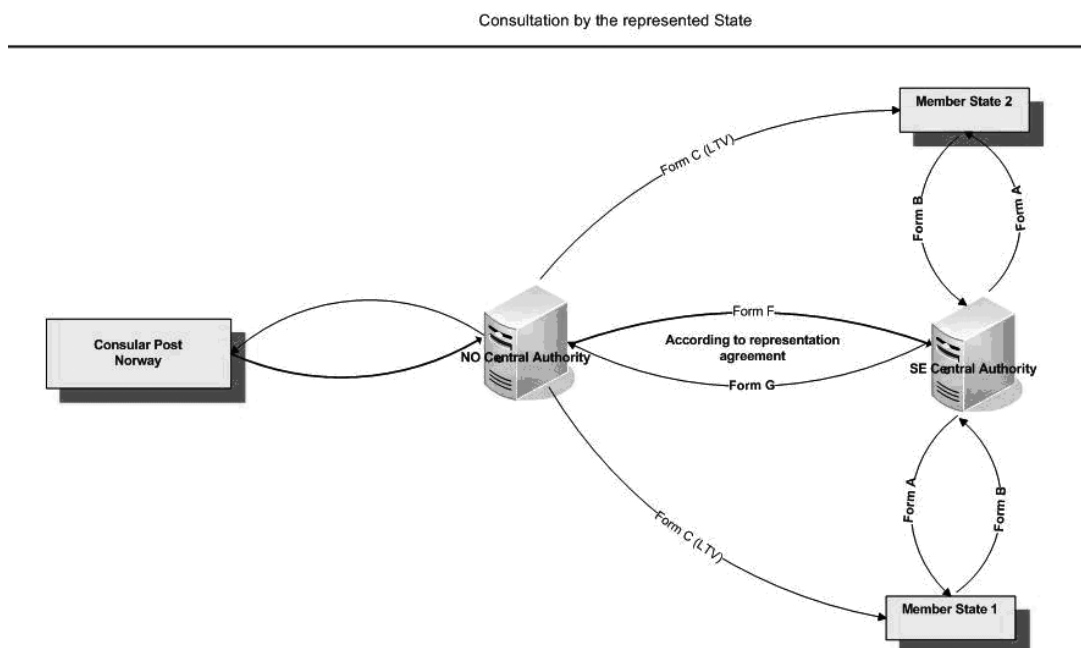 Consultation by the represented State
Member State 2
Form C (LTV)
Form B
Form A
Form F
Consular Post
Norway
NO Central Authority
According to representation
agreement
SE Central Authority
Form G
Form A
Form B
Form C (LTV)
Member State 1